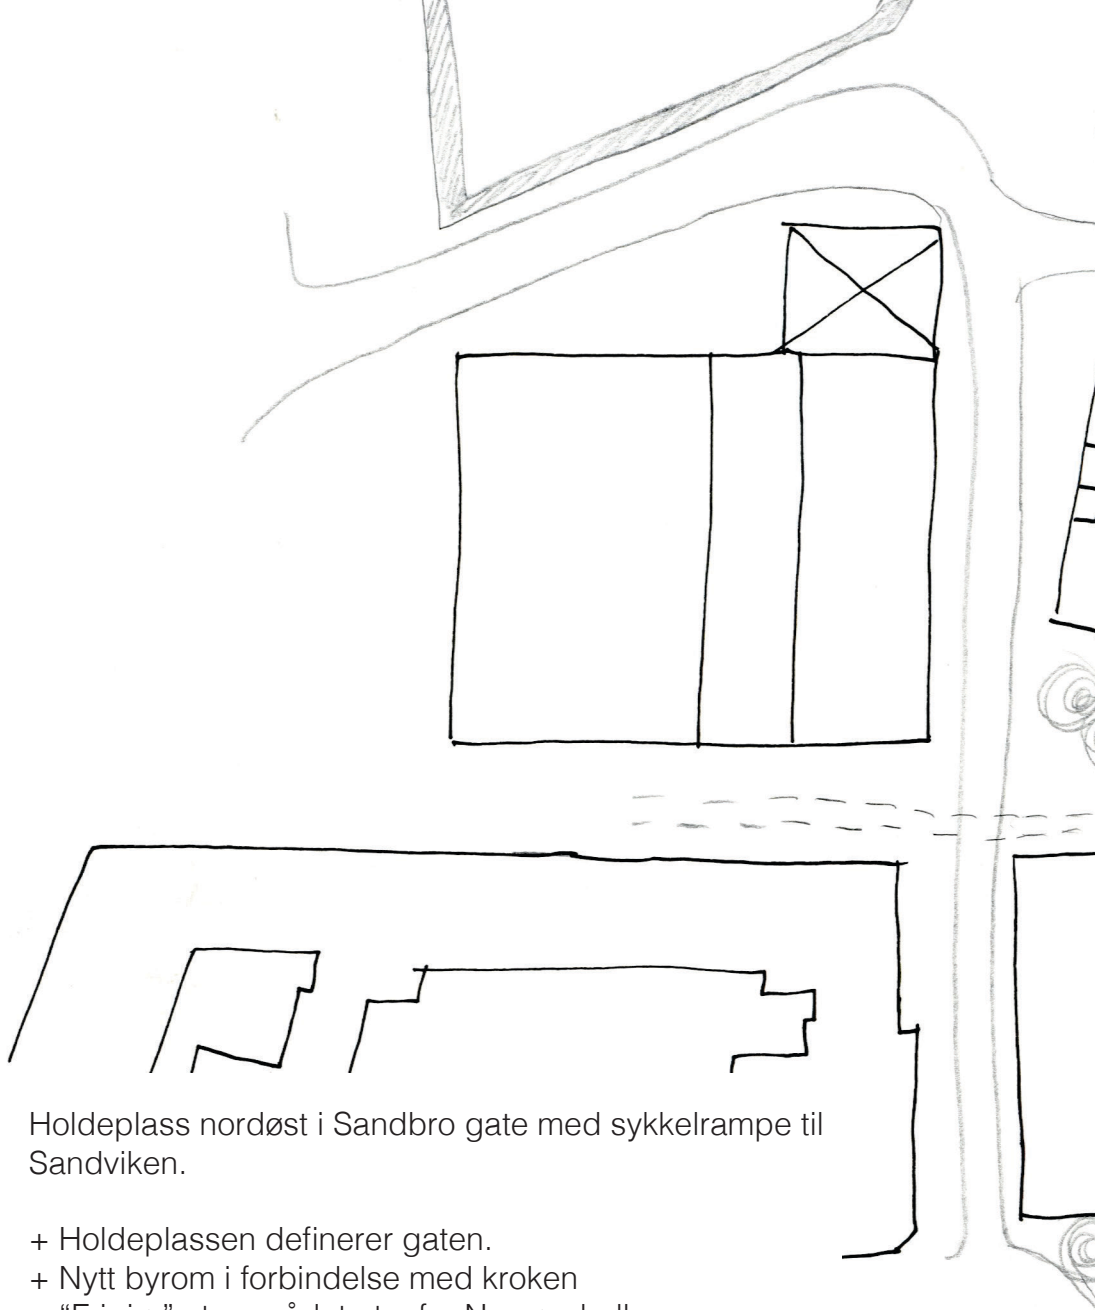 Holdeplass nordøst i Sandbro gate med sykkelrampe til
Sandviken.
+ Holdeplassen definerer gaten.
+ Nytt byrom i forbindelse med kroken